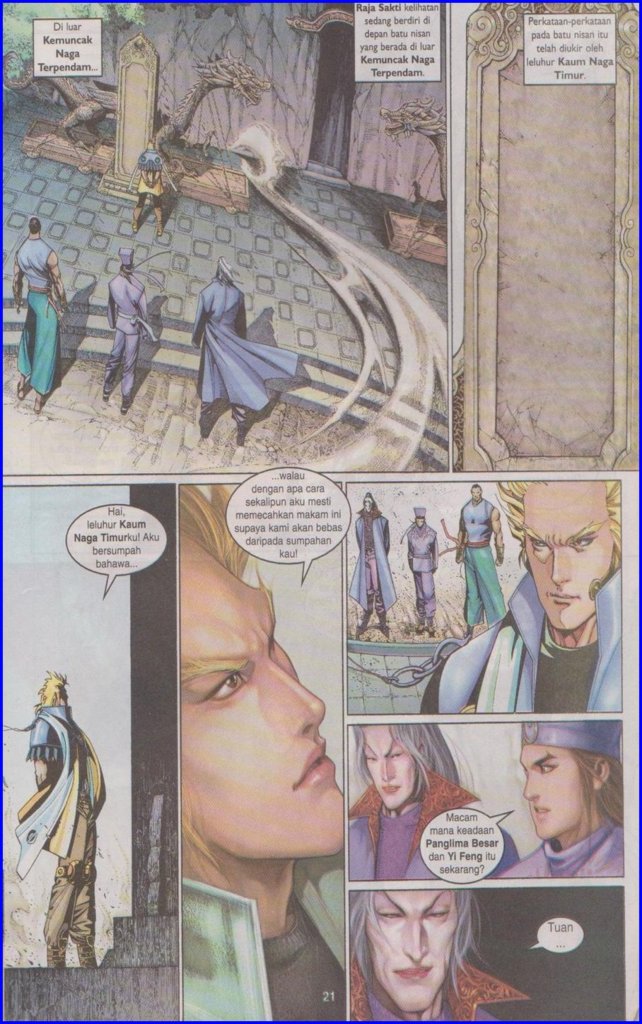 Di luar
Kemuncak
Naga
Terpendam...
Raja Sakti kelihatan
sedang berdiri di
depan batu nisan
yang berada di luar
Kemuncak Naga
Terpendam.
Perkataan-perkataan
pada batu nisan itu
telah diukir oleh
leluhur Kaum Naga
Timur.
Hai,
leluhur Kaum
Naga Timurku! Aku
bersumpah
bahawa...
...walau
dengan apa cara
sekalipun aku mesti
memecahkan makam ini
supaya kami akan bebas
daripada sumpahan
kau!
Macam
mana keadaan
Panglima Besar
dan Yi Feng itu
sekarang?
Tuan
...
21